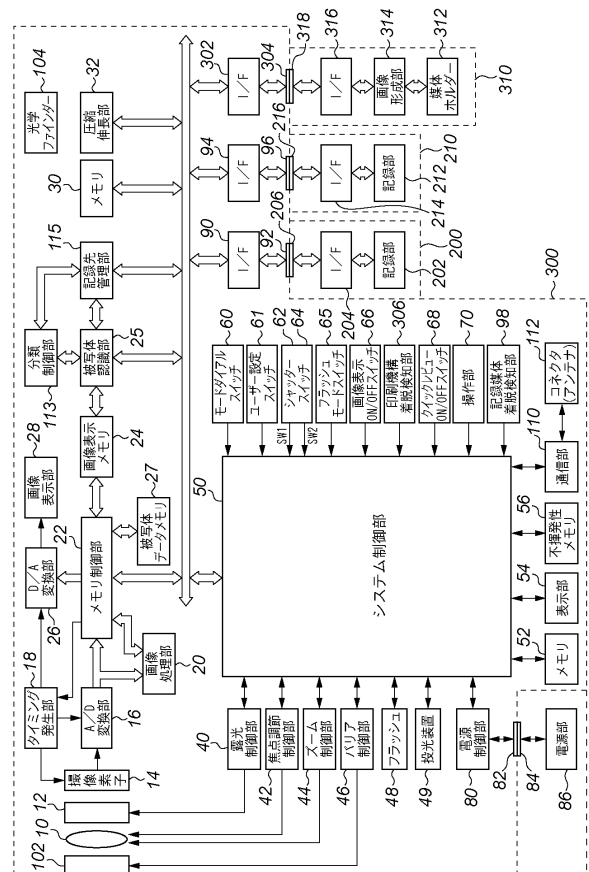 104
光学
ファインダー
32
圧縮
伸長部
30
メモリ
115
記録先
管理部
113
分類
制御部
25
被写体
認識部
24
画像表示
メモリ
28
画像
表示部
27
被写体
データメモリ
22
メモリ制御部
26
D/A
変換部
18
タイミング
発生部
16
A/D
変換部
20
画像
処理部
14
撮像素子
12
10
102
302
I/F
304
318
316
I/F
314
画像
形成部
312
媒体
ホルダー
310
94
I/F
96
216
I/F
214
212
記録部
210
90
I/F
92
206
I/F
204
202
記録部
200
300
50
システム制御部
60
モードダイアル
スイッチ
61
ユーザー設定
スイッチ
62
シャッター
スイッチ
64
SW1
SW2
65
フラッシュ
モードスイッチ
66
画像表示
ON/OFFスイッチ
306
印刷機構
着脱検知部
68
クイックレビュー
ON/OFFスイッチ
70
操作部
98
記録媒体
着脱検知部
112
コネクタ
(アンテナ)
110
通信部
56
不揮発性
メモリ
54
表示部
52
メモリ
40
露光
制御部
42
焦点調節
制御部
44
ズーム
制御部
46
バリア
制御部
48
フラッシュ
49
投光装置
80
電源
制御部
82
84
86
電源部